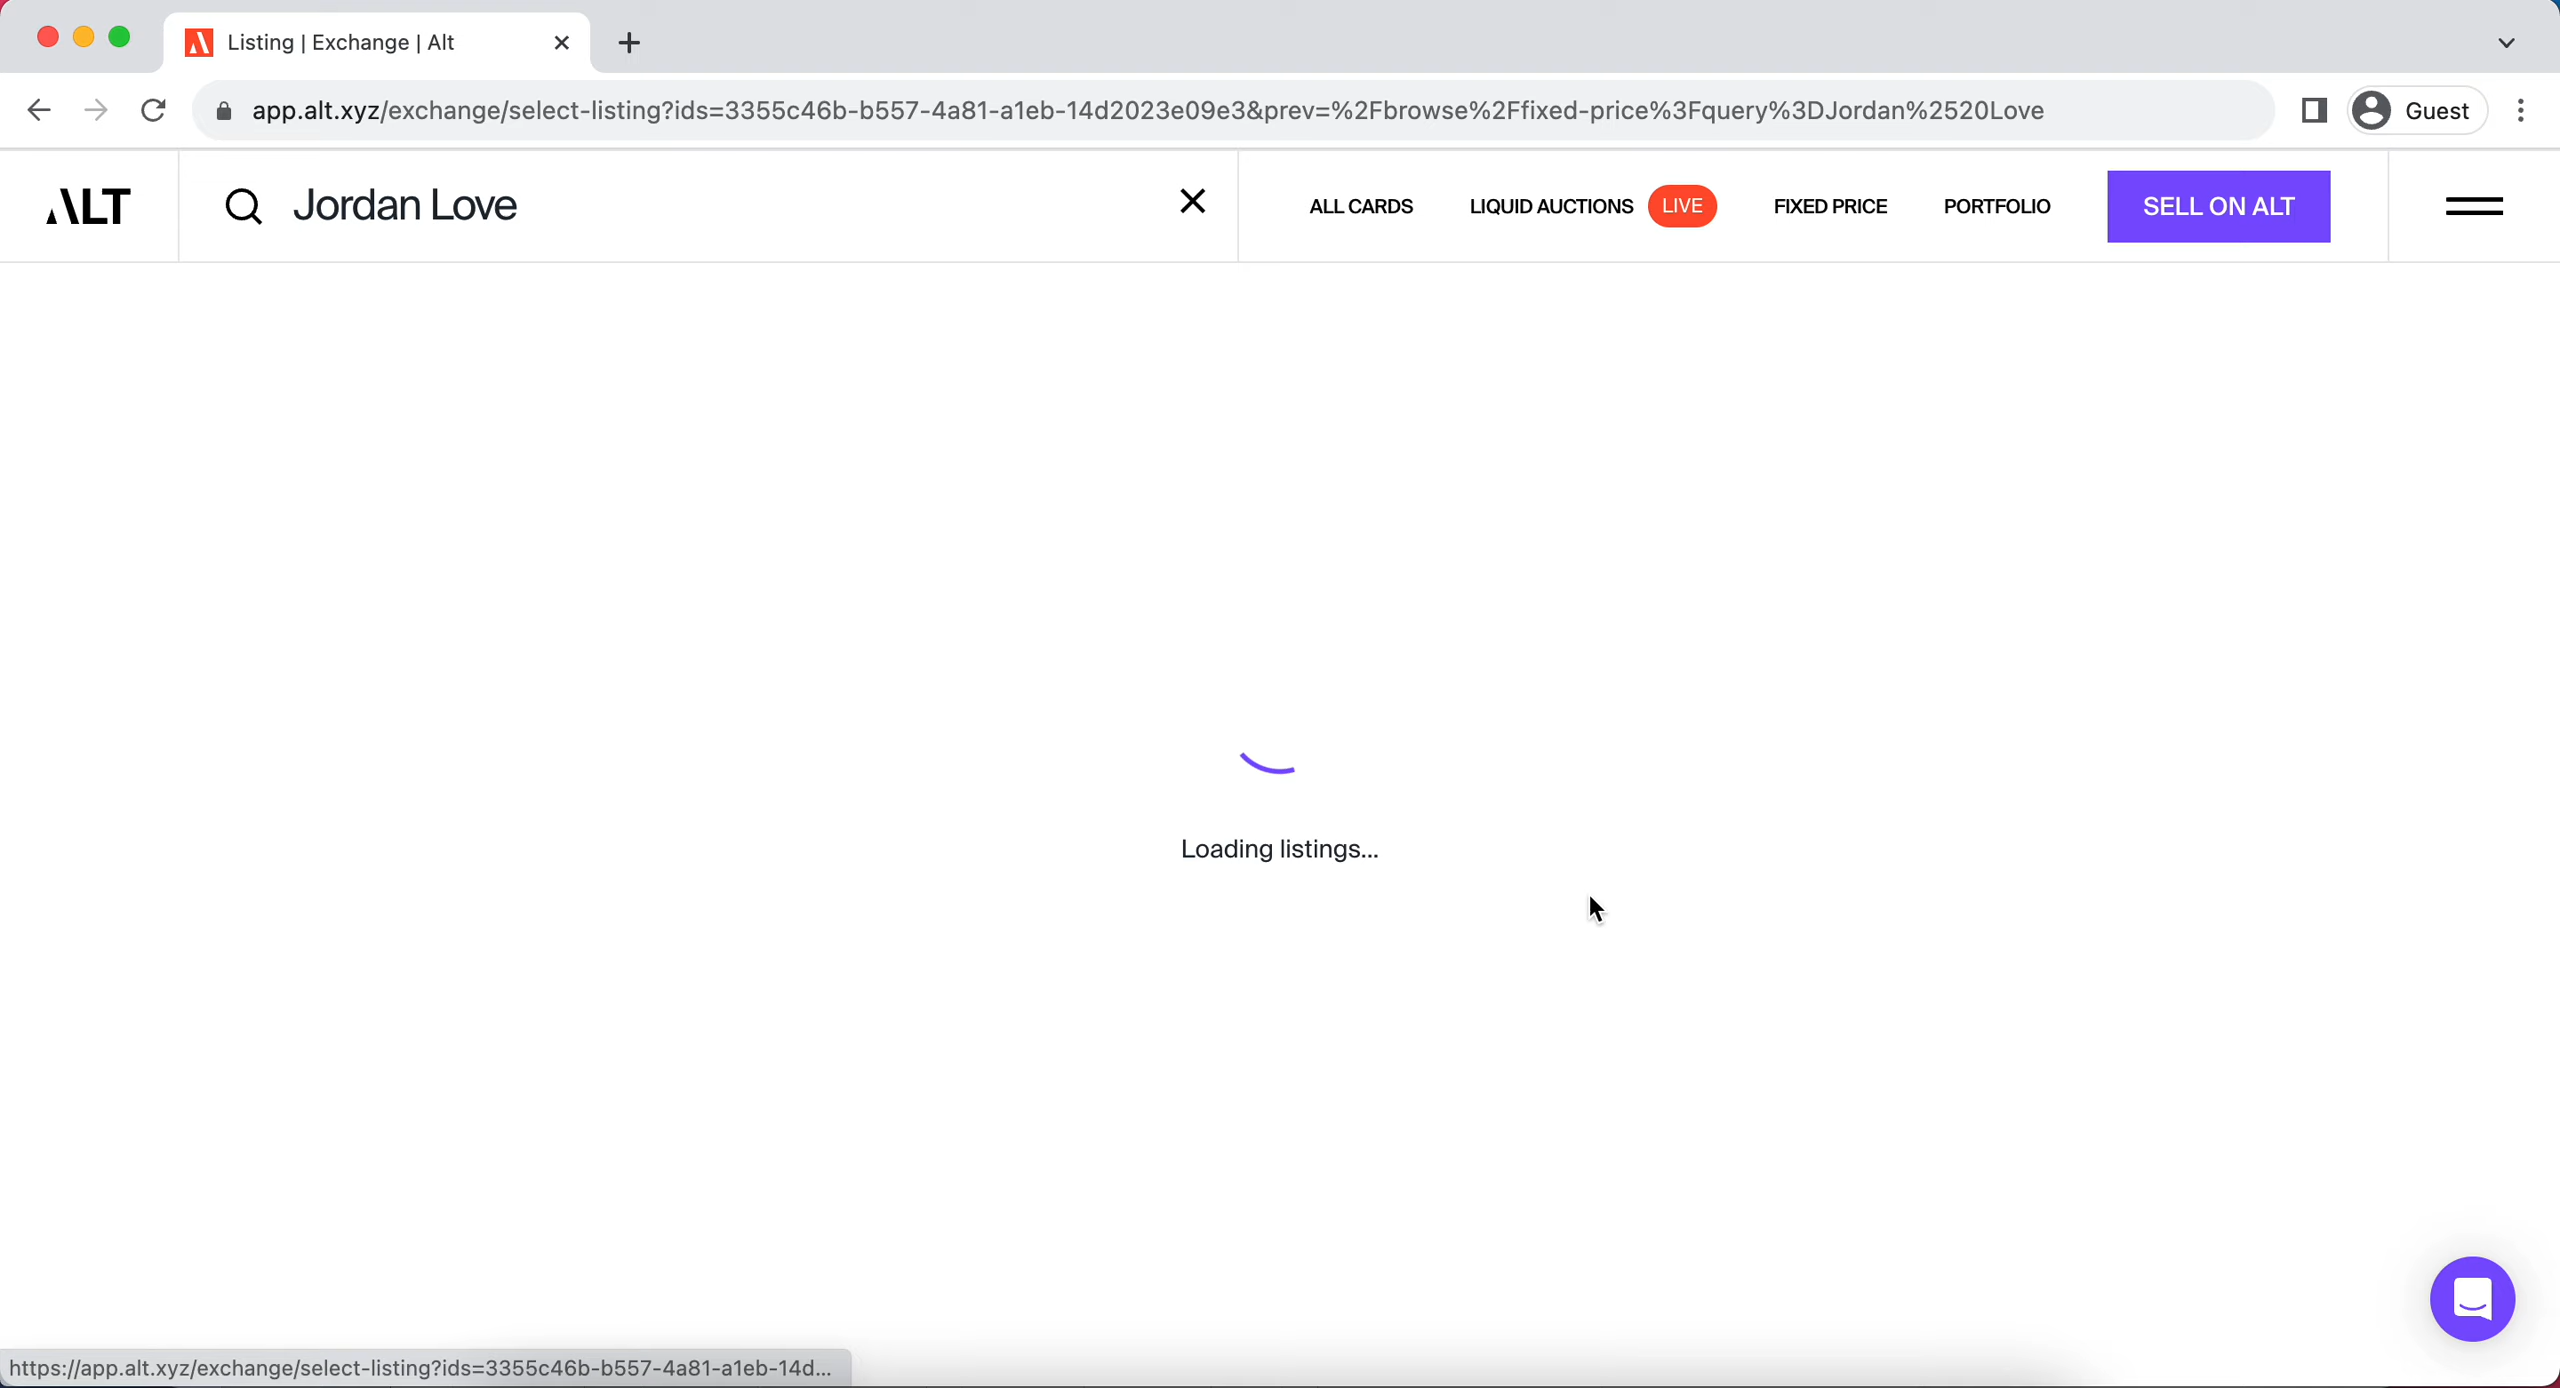 Listing | Exchange | Alt
app.alt.xyz/exchange/select-listing?ids=3355c46b-b557-4a81-a1eb-14d2023e09e3&prev=%2Fbrowse%2Ffixed-price%3Fquery%3DJordan%2520Love
Guest
ALT
Jordan Love
ALL CARDS
LIQUID AUCTIONS LIVE
FIXED PRICE
PORTFOLIO
SELL ON ALT
Loading listings...
https://app.alt.xyz/exchange/select-listing?ids=3355c46b-b557-4a81-a1eb-14d...